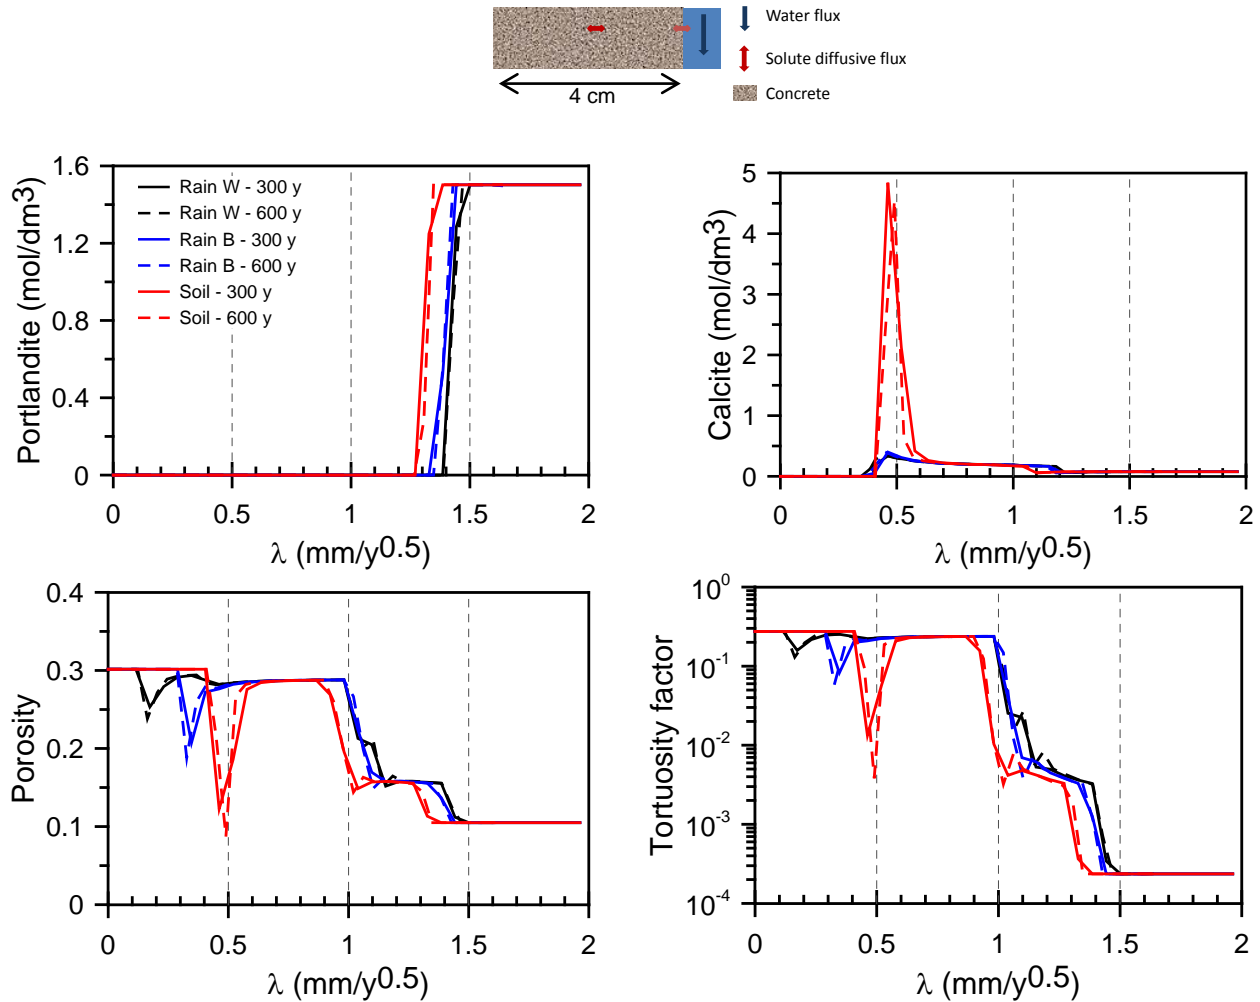 Water flux
Solute diffusive flux
4 cm
Concrete
Portlandite (mol/dm3)
1.6
1.2
0.8
0.4
0
Rain W - 300 y
Rain W - 600 y
Rain B - 300 y
Rain B - 600 y
Soil - 300 y
Soil - 600 y
0 0.5 1 1.5 2
λ (mm/y0.5)
Calcite (mol/dm3)
5
4
3
2
1
0
0 0.5 1 1.5 2
λ (mm/y0.5)
Porosity
0.4
0.3
0.2
0.1
0
0 0.5 1 1.5 2
λ (mm/y0.5)
Tortuosity factor
10^0
10^-1
10^-2
10^-3
10^-4
0 0.5 1 1.5 2
λ (mm/y0.5)